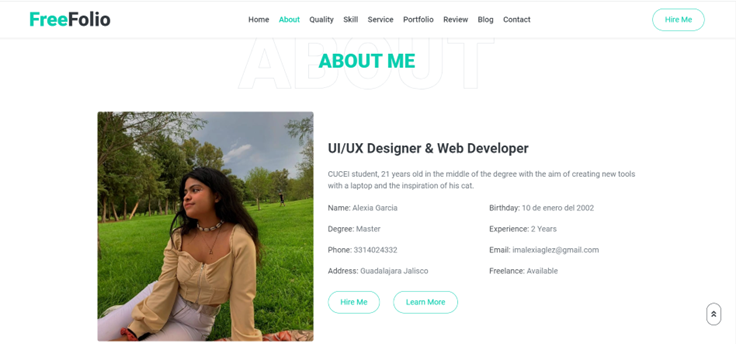 FreeFolio
Home About Quality Skill Service Portfolio Review Blog Contact
Hire Me
ABOUT
ABOUT ME
UI/UX Designer & Web Developer
CUCEI student, 21 years old in the middle of the degree with the aim of creating new tools
with a laptop and the inspiration of his cat.
Name: Alexia Garcia Birthday: 10 de enero del 2002
Degree: Master Experience: 2 Years
Phone: 3314024332 Email: imalexiaglez@gmail.com
Address: Guadalajara Jalisco Freelance: Available
Hire Me Learn More